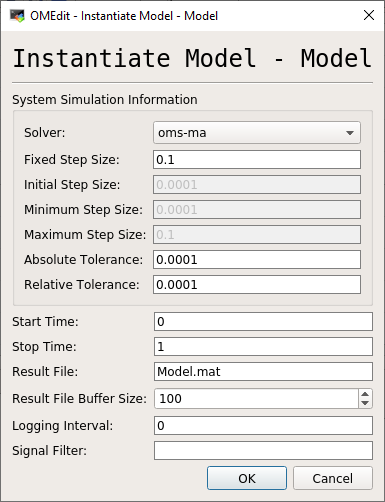 OMEdit - Instantiate Model - Model
Instantiate Model - Model
System Simulation Information
Solver: oms-ma
Fixed Step Size: 0.1
Initial Step Size: 0.0001
Minimum Step Size: 0.0001
Maximum Step Size: 0.1
Absolute Tolerance: 0.0001
Relative Tolerance: 0.0001
Start Time: 0
Stop Time: 1
Result File: Model.mat
Result File Buffer Size: 100
Logging Interval: 0
Signal Filter:
OK Cancel